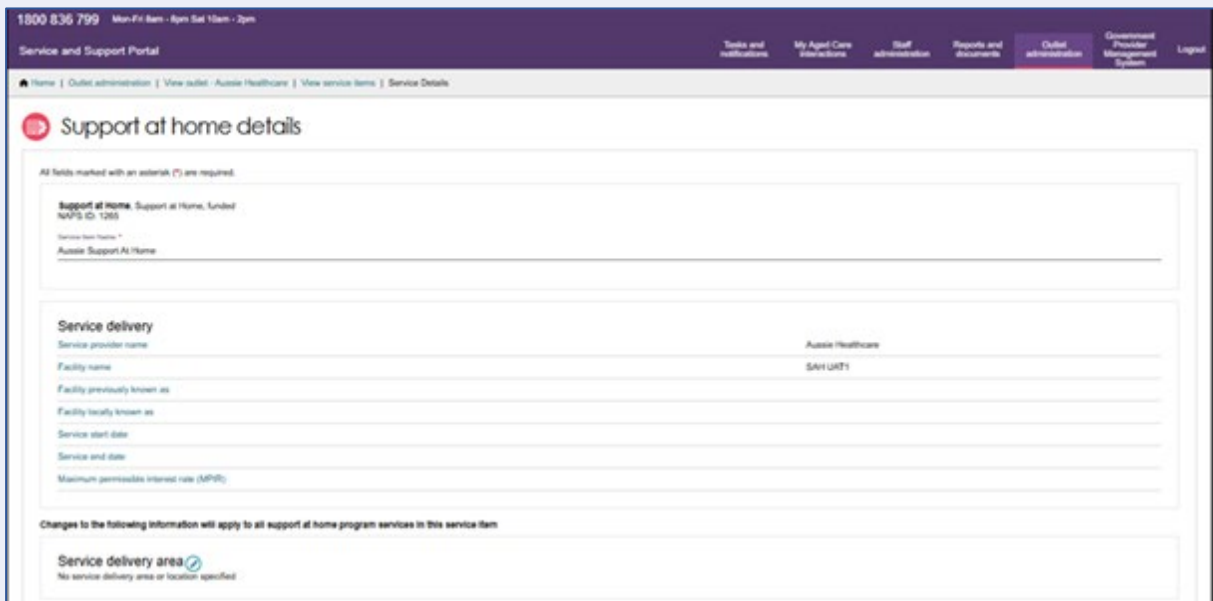 1800 836 799 Mon-Fri 8am - 8pm Sat 10am - 2pm
Service and Support Portal
Tasks and notifications
My Aged Care interactions
Staff administration
Reports and documents
Outlet administration
Government Provider Management System
Logout
Home | Outlet administration | View outlet - Aussie Healthcare | View service items | Service Details
Support at home details
All fields marked with an asterisk (*) are required.
Support at Home, Support at Home, funded
NAPS ID: 1265
Service Item Name *
Aussie Support At Home
Service delivery
Service provider name Aussie Healthcare
Facility name SAH UAT1
Facility previously known as
Facility locally known as
Service start date
Service end date
Maximum permissible interest rate (MPIR)
Changes to the following information will apply to all support at home program services in this service item
Service delivery area
No service delivery area or location specified